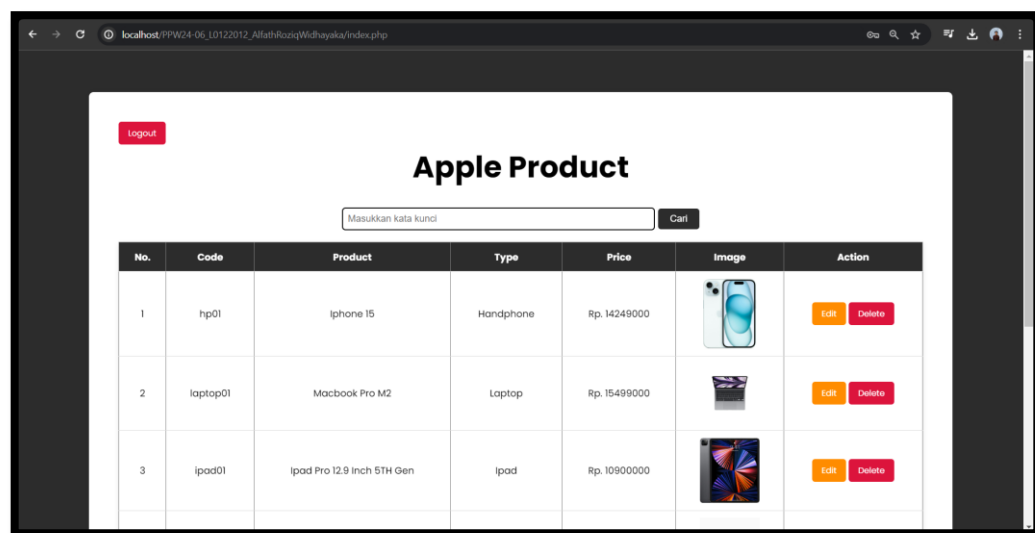 localhost/PPW24-06_L0122012_AlfathRoziqWidhayaka/index.php
Logout
Apple Product
Masukkan kata kunci Cari
No. Code Product Type Price Image Action
1 hp01 Iphone 15 Handphone Rp. 14249000 Edit Delete
2 laptop01 Macbook Pro M2 Laptop Rp. 15499000 Edit Delete
3 ipad01 Ipad Pro 12.9 Inch 5TH Gen Ipad Rp. 10900000 Edit Delete